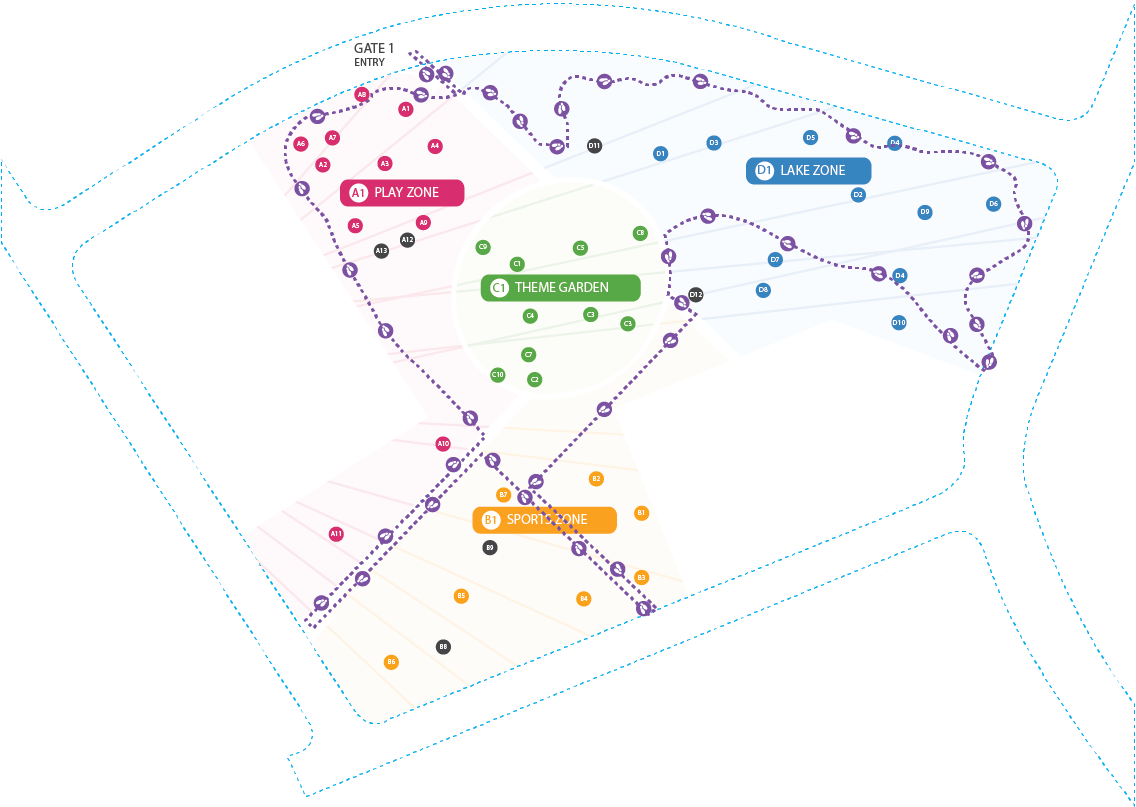 GATE 1
ENTRY
A8
A1
A7
A6
A4
A2
A3
A1 PLAY ZONE
A5
A9
A12
A13
D11
D1
D3
D5
D4
D1 LAKE ZONE
D2
D9
D6
D7
D4
D8
D12
D10
C8
C9
C5
C1
C1 THEME GARDEN
C4
C3
C3
C7
C10
C2
A10
A11
B2
B7
B1
B1 SPORTS ZONE
B9
B3
B5
B4
B8
B6